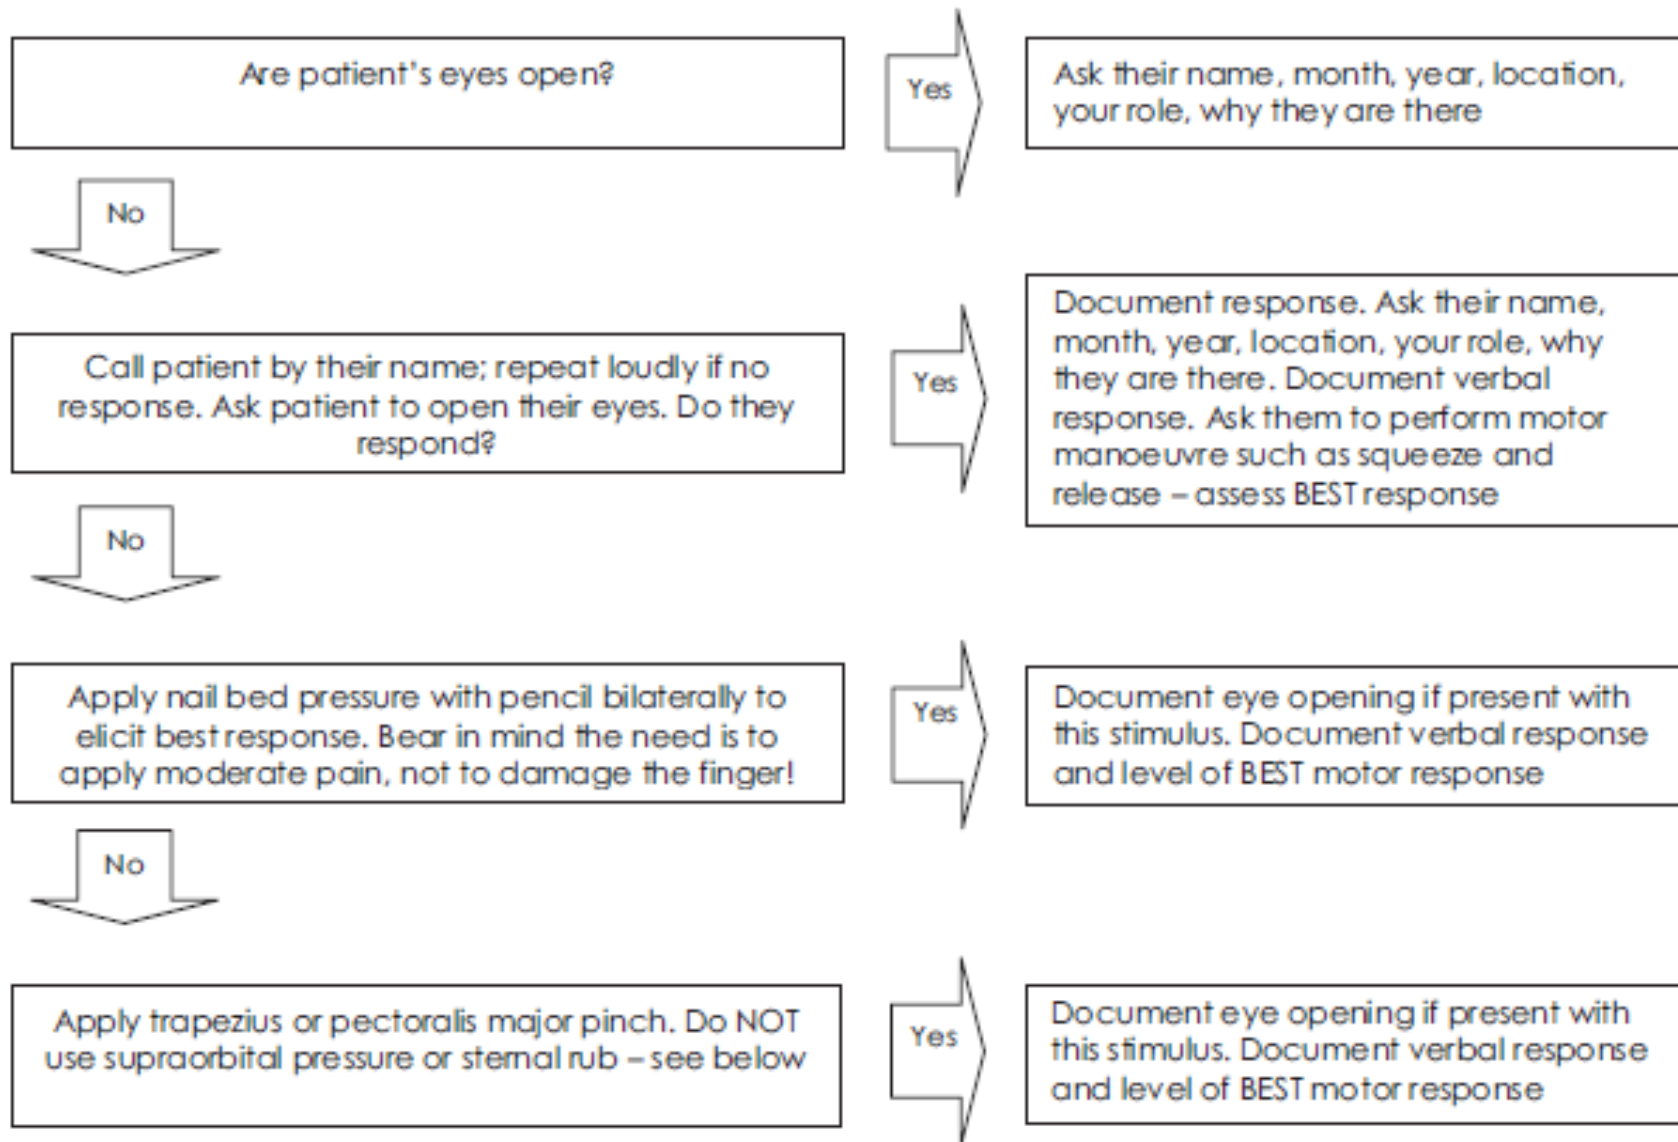 Are patient's eyes open?
Yes
Ask their name, month, year, location,
your role, why they are there
No
Call patient by their name; repeat loudly if no
response. Ask patient to open their eyes. Do they
respond?
Yes
Document response. Ask their name,
month, year, location, your role, why
they are there. Document verbal
response. Ask them to perform motor
manoeuvre such as squeeze and
release – assess BEST response
No
Apply nail bed pressure with pencil bilaterally to
elicit best response. Bear in mind the need is to
apply moderate pain, not to damage the finger!
Yes
Document eye opening if present with
this stimulus. Document verbal response
and level of BEST motor response
No
Apply trapezius or pectoralis major pinch. Do NOT
use supraorbital pressure or sternal rub – see below
Yes
Document eye opening if present with
this stimulus. Document verbal response
and level of BEST motor response